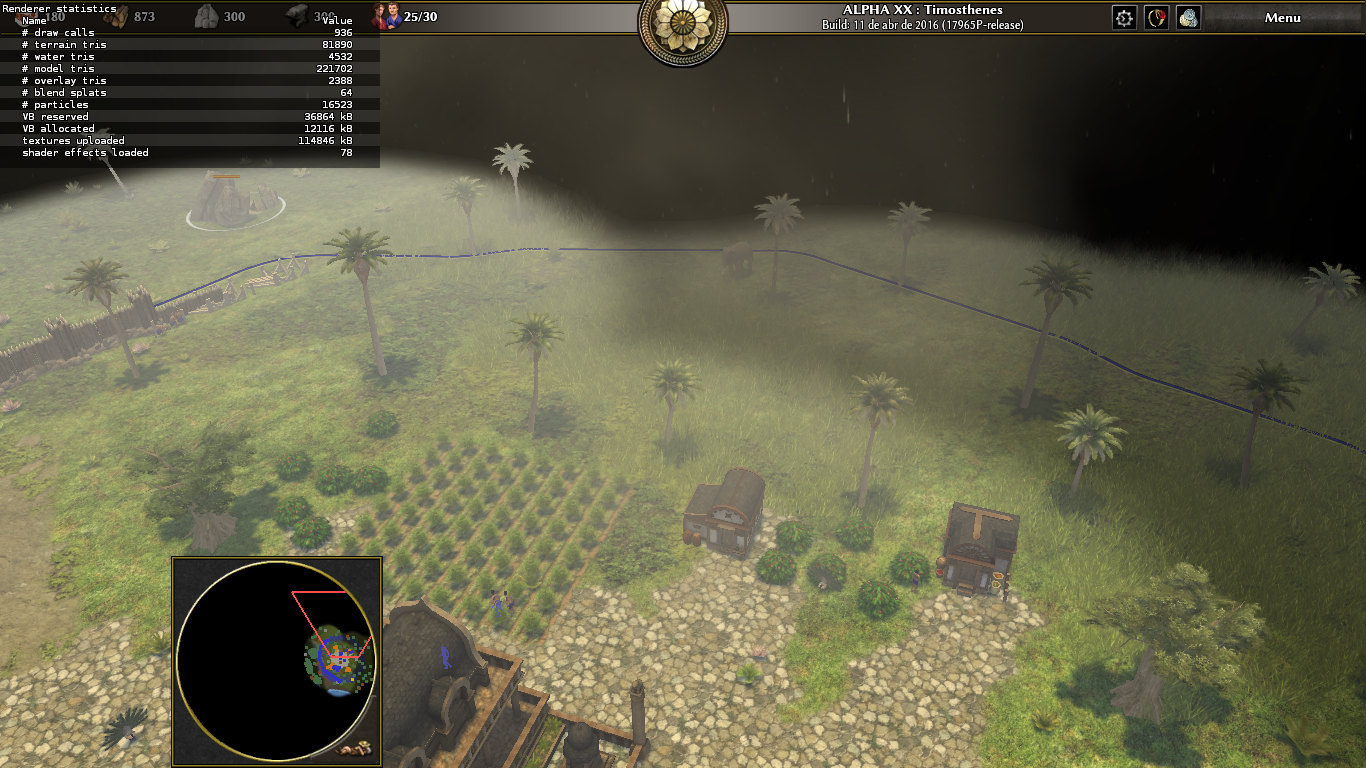 Renderer statistics
180 873 300 300 25/30
ALPHA XX : Timosthenes
Build: 11 de abr de 2016 (17965P-release)
Menu
Name Value
# draw calls 936
# terrain tris 81890
# water tris 4532
# model tris 221702
# overlay tris 2388
# blend splats 64
# particles 16523
VB reserved 36864 kB
VB allocated 12116 kB
textures uploaded 114846 kB
shader effects loaded 78